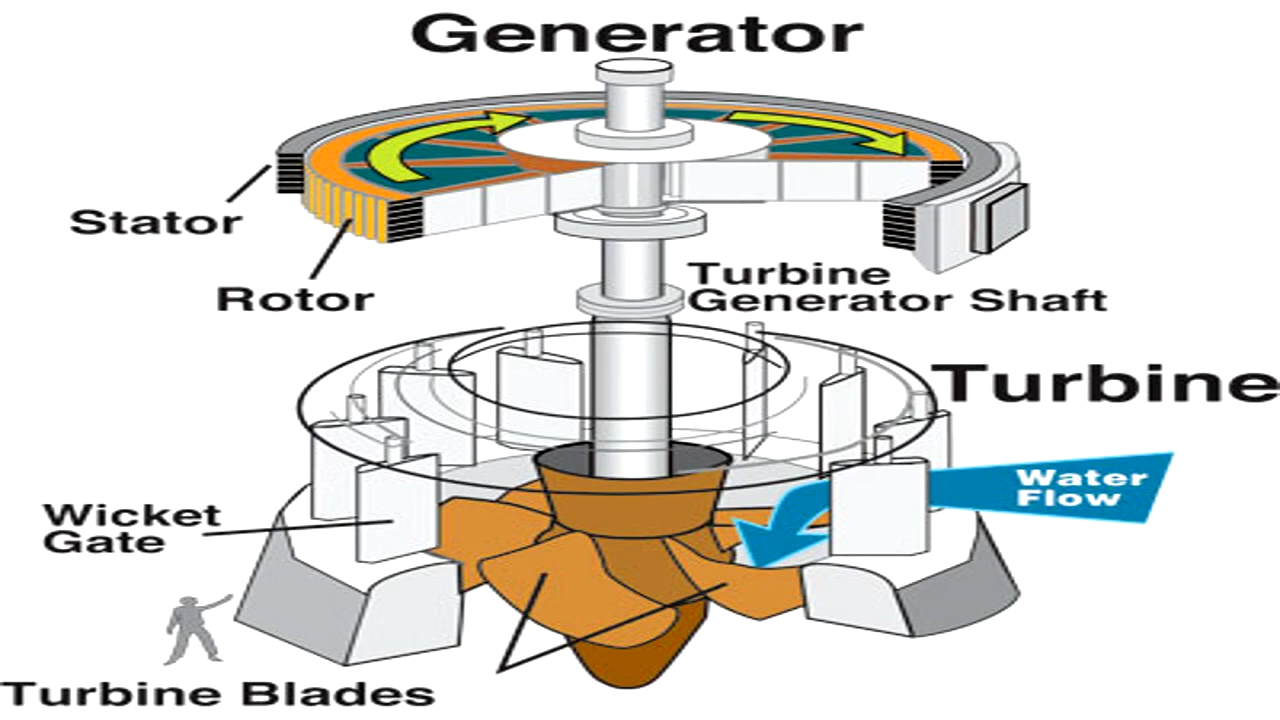 Generator
Stator
Rotor
Turbine
Generator Shaft
Turbine
Water
Flow
Wicket
Gate
Turbine Blades